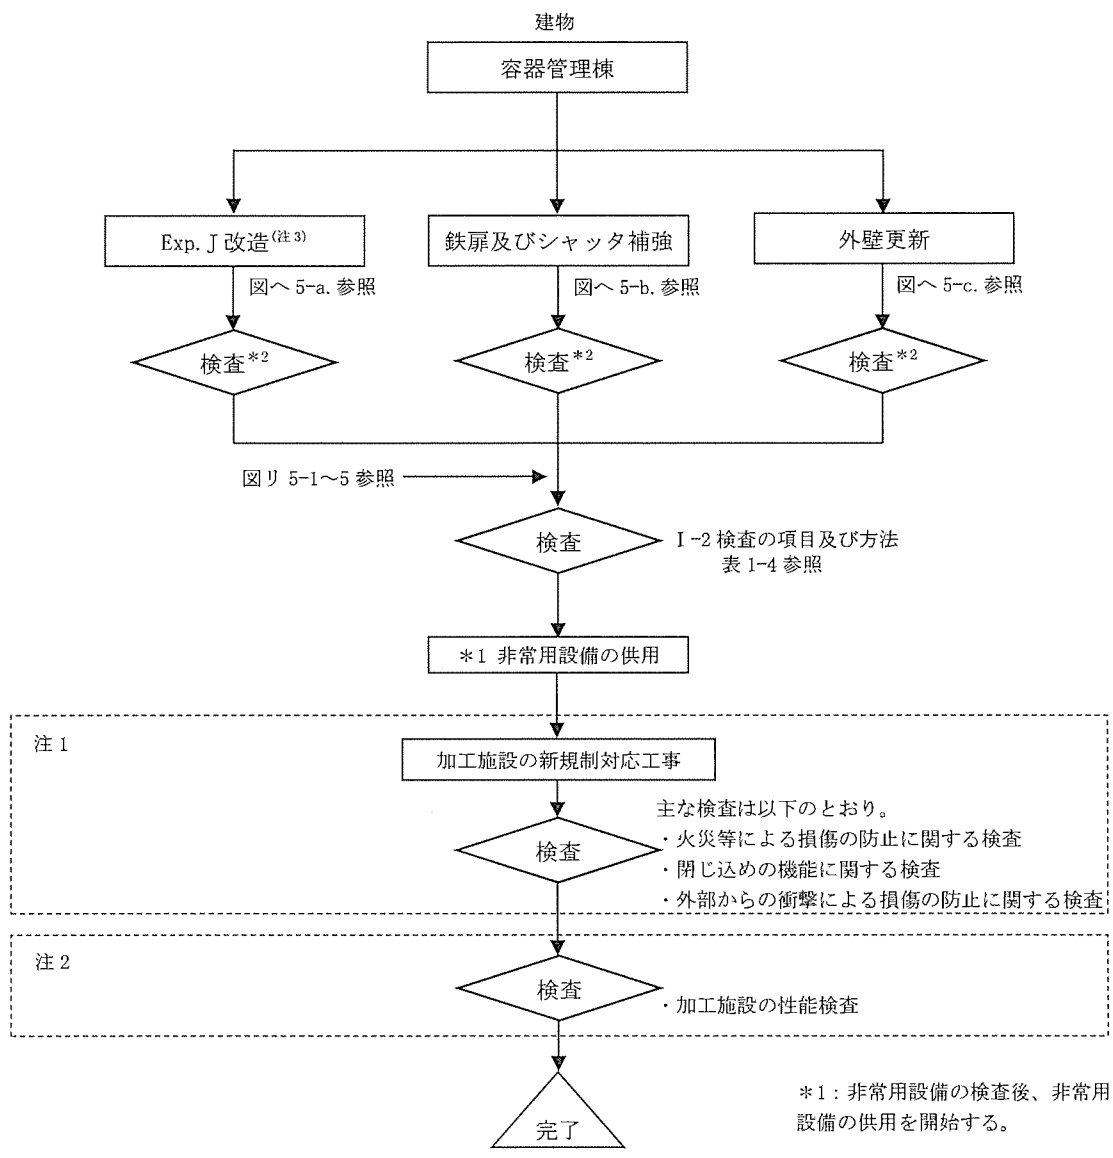 建物
容器管理棟
Exp.J改造(注3)
鉄扉及びシャッタ補強
外壁更新
図へ 5-a.参照
図へ 5-b.参照
図へ 5-c.参照
検査*2
検査*2
検査*2
図リ 5-1～5 参照
検査
Ⅰ-2 検査の項目及び方法
表 1-4 参照
*1 非常用設備の供用
注 1
加工施設の新規制対応工事
主な検査は以下のとおり。
・火災等による損傷の防止に関する検査
検査
・閉じ込めの機能に関する検査
・外部からの衝撃による損傷の防止に関する検査
注 2
検査
・加工施設の性能検査
完了
*1：非常用設備の検査後、非常用
設備の供用を開始する。